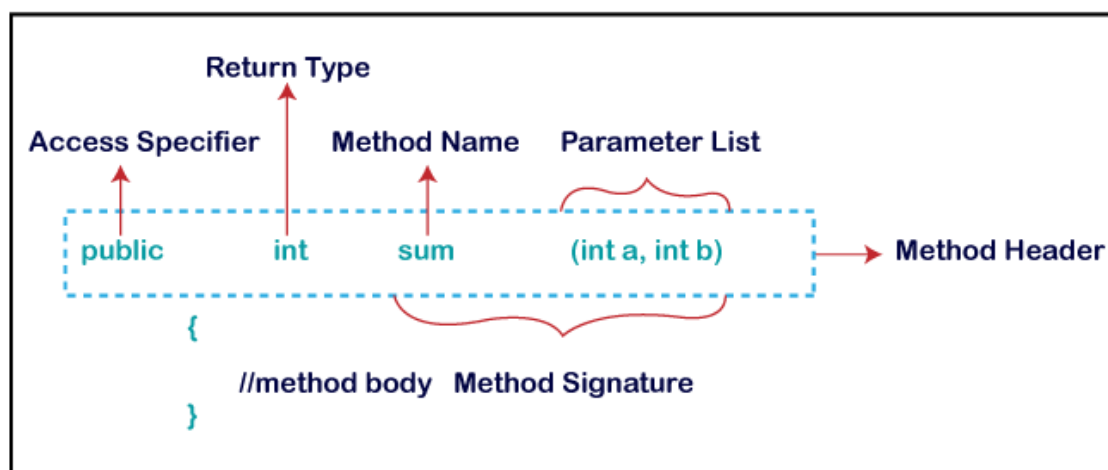 Return Type
Access Specifier Method Name Parameter List
public int sum (int a, int b) Method Header
{
//method body Method Signature
}